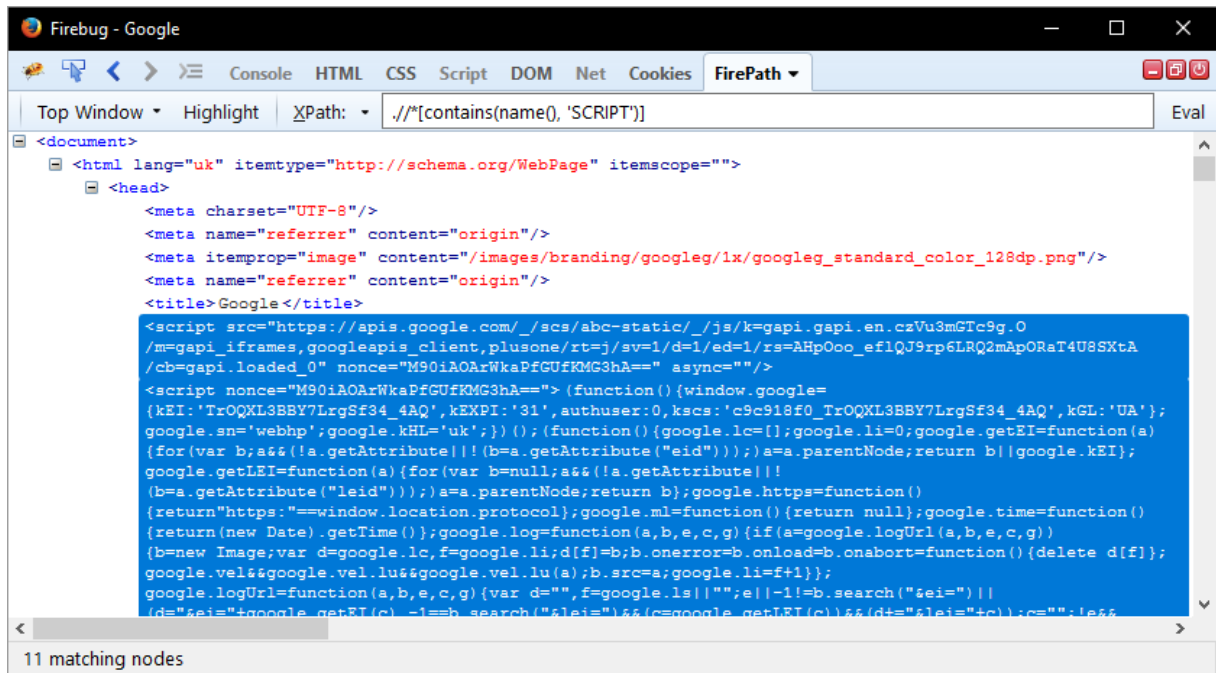 Firebug - Google
Console HTML CSS Script DOM Net Cookies FirePath
Top Window Highlight XPath: .//*[contains(name(), 'SCRIPT')] Eval
<document>
<html lang="uk" itemtype="http://schema.org/WebPage" itemscope="">
<head>
<meta charset="UTF-8"/>
<meta name="referrer" content="origin"/>
<meta itemprop="image" content="/images/branding/googleg/1x/googleg_standard_color_128dp.png"/>
<meta name="referrer" content="origin"/>
<title>Google</title>
<script src="https://apis.google.com/_/scs/abc-static/_/js/k=gapi.gapi.en.czVu3mGTc9g.O
/m=gapi_iframes,googleapis_client,plusone/rt=j/sv=1/d=1/ed=1/rs=AHpOoo_eflQJ9rp6LRQ2mApORaT4U8SXtA
/cb=gapi.loaded_0" nonce="M90iAOArWkaPfGUfKMG3hA==" async=""/>
<script nonce="M90iAOArWkaPfGUfKMG3hA==">(function(){window.google=
{kEI:'TrOQXL3BBY7LrgSf34_4AQ',kEXPI:'31',authuser:0,kscs:'c9c918f0_TrOQXL3BBY7LrgSf34_4AQ',kGL:'UA'};
google.sn='webhp';google.kHL='uk';})();(function(){google.lc=[];google.li=0;google.getEI=function(a)
{for(var b;a&&(!a.getAttribute||!(b=a.getAttribute("eid")));)a=a.parentNode;return b||google.kEI};
google.getLEI=function(a){for(var b=null;a&&(!a.getAttribute||!
(b=a.getAttribute("leid")));)a=a.parentNode;return b};google.https=function()
{return"https:"==window.location.protocol};google.ml=function(){return null};google.time=function()
{return(new Date).getTime()};google.log=function(a,b,e,c,g){if(a=google.logUrl(a,b,e,c,g))
{b=new Image;var d=google.lc,f=google.li;d[f]=b;b.onerror=b.onload=b.onabort=function(){delete d[f]};
google.vel&&google.vel.lu&&google.vel.lu(a);b.src=a;google.li=f+1}};
google.logUrl=function(a,b,e,c,g){var d="",f=google.ls||"";e||-1!=b.search("&ei=")||
(d="&ei="+google.getEI(c),-1==b.search("&lei=")&&(c=google.getLEI(c))&&(d+="&lei="+c));c="";!e&&
11 matching nodes